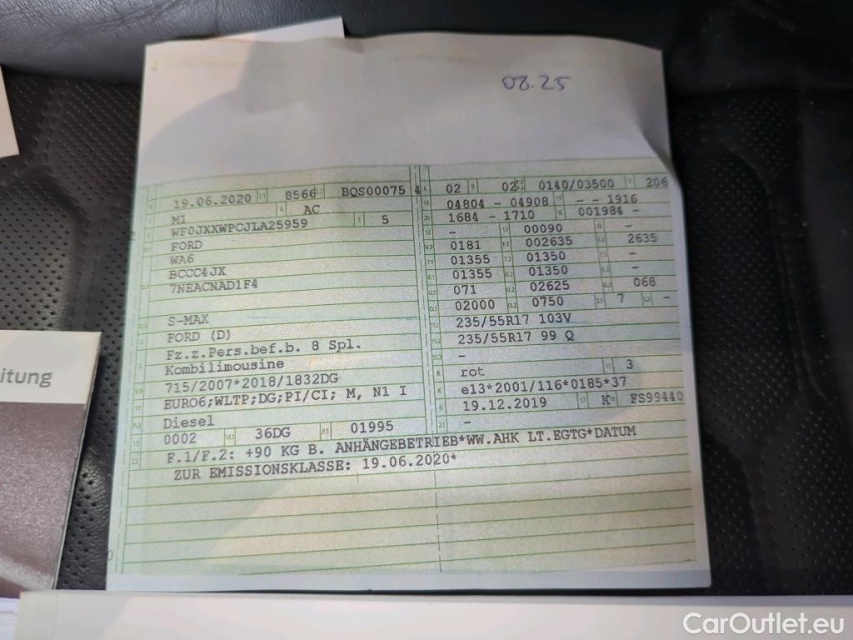 08.25
19.06.2020 8566 BQS00075 4
M1 AC
WF0JXXWPCJLA25959 5
FORD
WA6
BCCC4JX
7NEACNAD1F4
S-MAX
FORD (D)
Fz.z.Pers.bef.b. 8 Spl.
Kombilimousine
715/2007*2018/1832DG
EURO6;WLTP;DG;PI/CI; M, N1 I
Diesel
0002 36DG 01995
02 02 0140/03500 206
04804 - 04908 - - 1916
1684 - 1710 001984 -
- 00090 -
0181 002635 2635
01355 01350 -
01355 01350 -
071 02625 068
02000 0750 7 -
235/55R17 103V
235/55R17 99 Q
-
rot 3
e13*2001/116*0185*37
19.12.2019 K FS99440
-
F.1/F.2: +90 KG B. ANHÄNGEBETRIEB*WW.AHK LT.EGTG*DATUM
ZUR EMISSIONSKLASSE: 19.06.2020*
itung
CarOutlet.eu